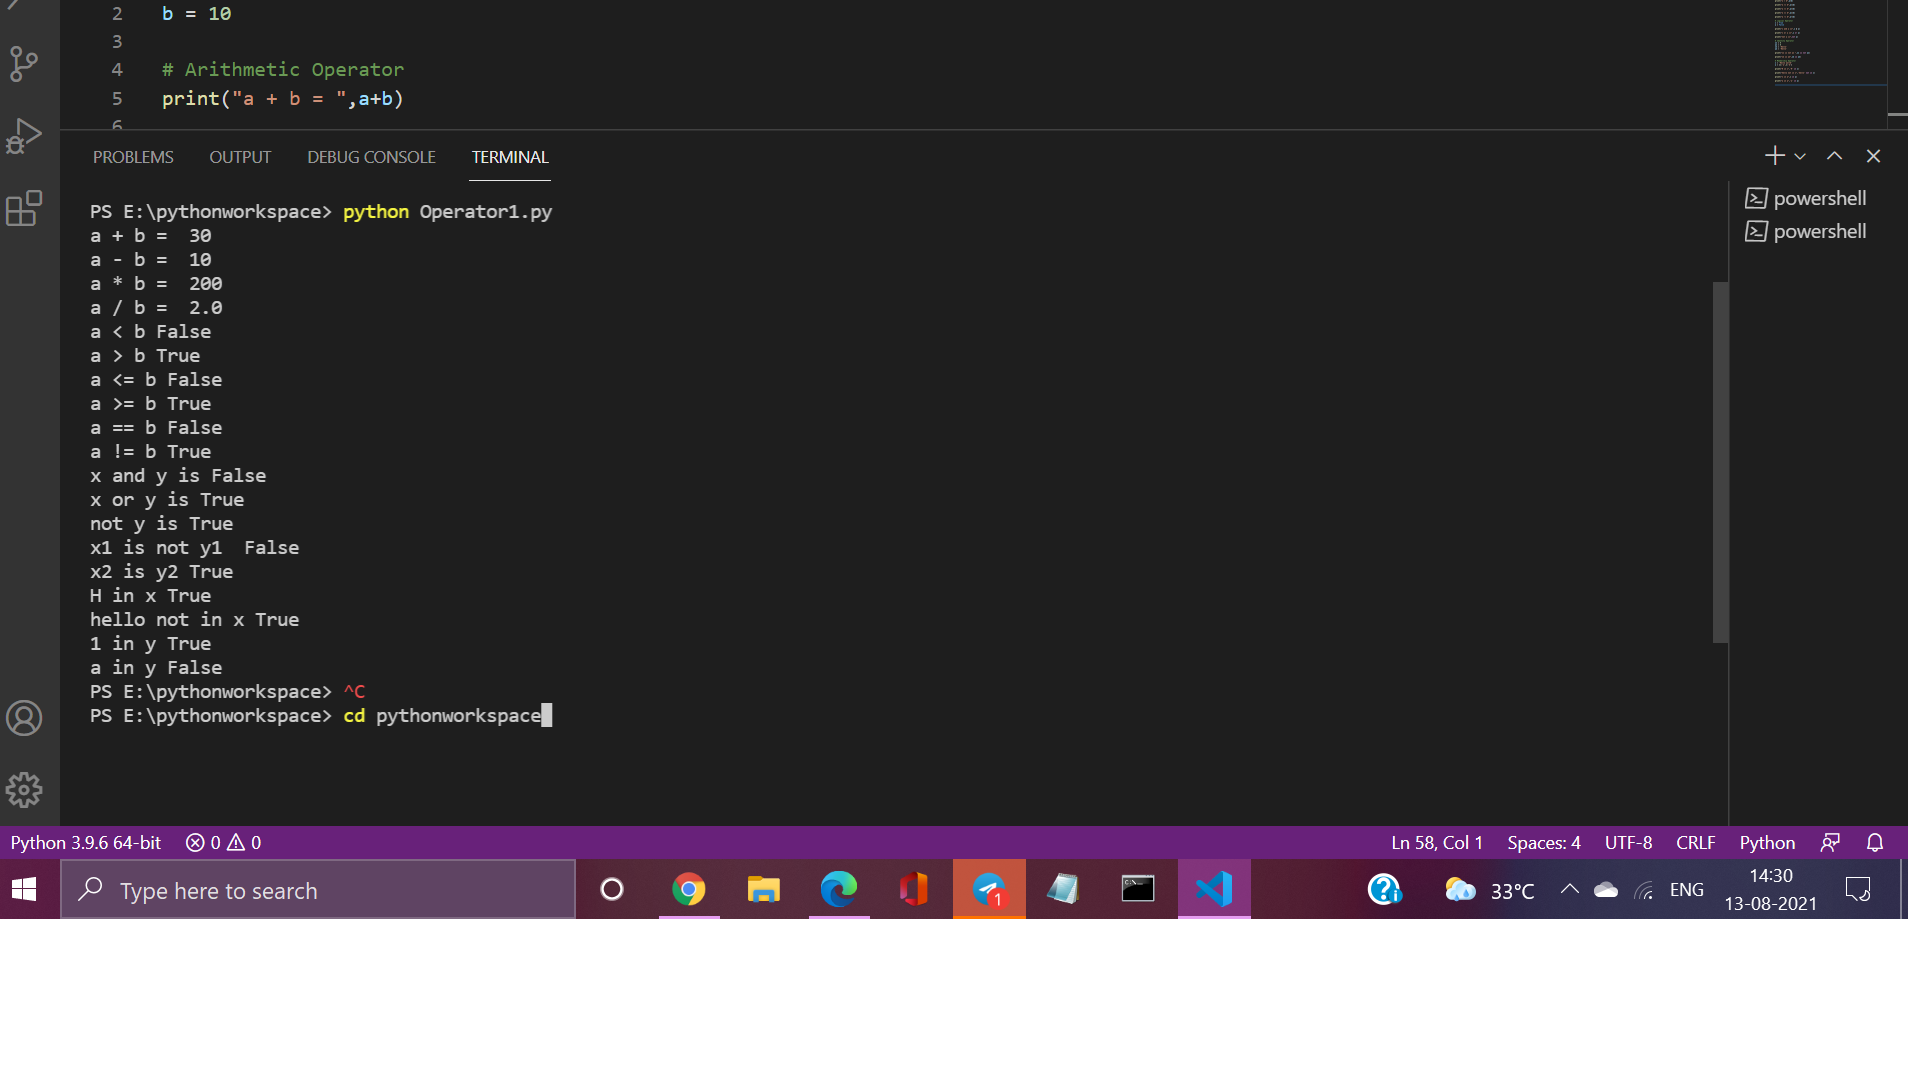 2 b = 10
3
4 # Arithmetic Operator
5 print("a + b = ",a+b)
6
PROBLEMS OUTPUT DEBUG CONSOLE TERMINAL
PS E:\pythonworkspace> python Operator1.py
a + b =  30
a - b =  10
a * b =  200
a / b =  2.0
a < b False
a > b True
a <= b False
a >= b True
a == b False
a != b True
x and y is False
x or y is True
not y is True
x1 is not y1  False
x2 is y2 True
H in x True
hello not in x True
1 in y True
a in y False
PS E:\pythonworkspace> ^C
PS E:\pythonworkspace> cd pythonworkspace
powershell
powershell
Python 3.9.6 64-bit 0 0 Ln 58, Col 1 Spaces: 4 UTF-8 CRLF Python
Type here to search 1 33°C ENG 14:30
13-08-2021